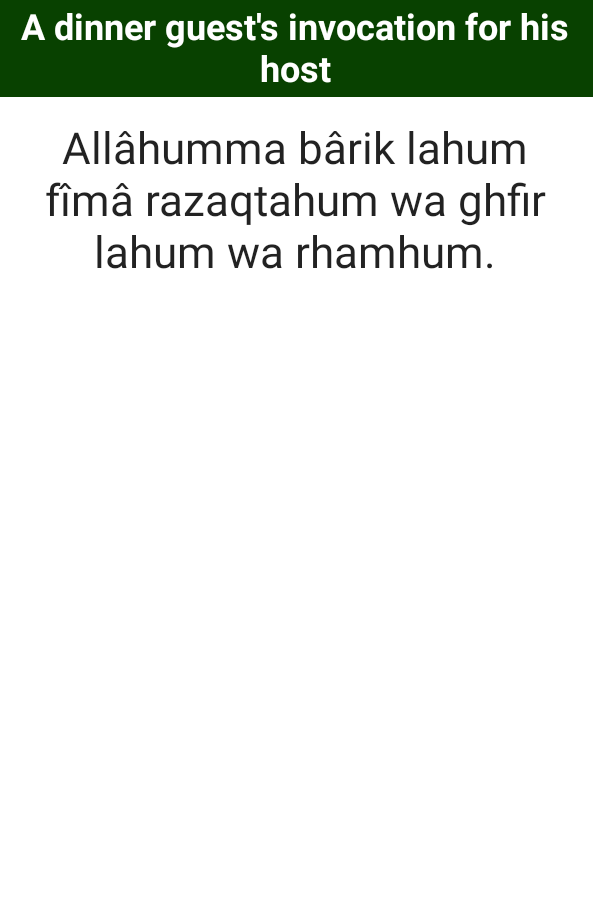 A dinner guest's invocation for his
host
Allâhumma bârik lahum
fîmâ razaqtahum wa ghfir
lahum wa rhamhum.